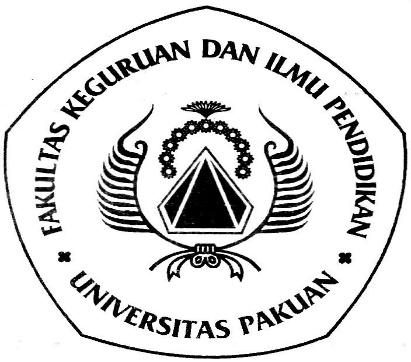 FAKULTAS KEGURUAN DAN ILMU PENDIDIKAN
UNIVERSITAS PAKUAN